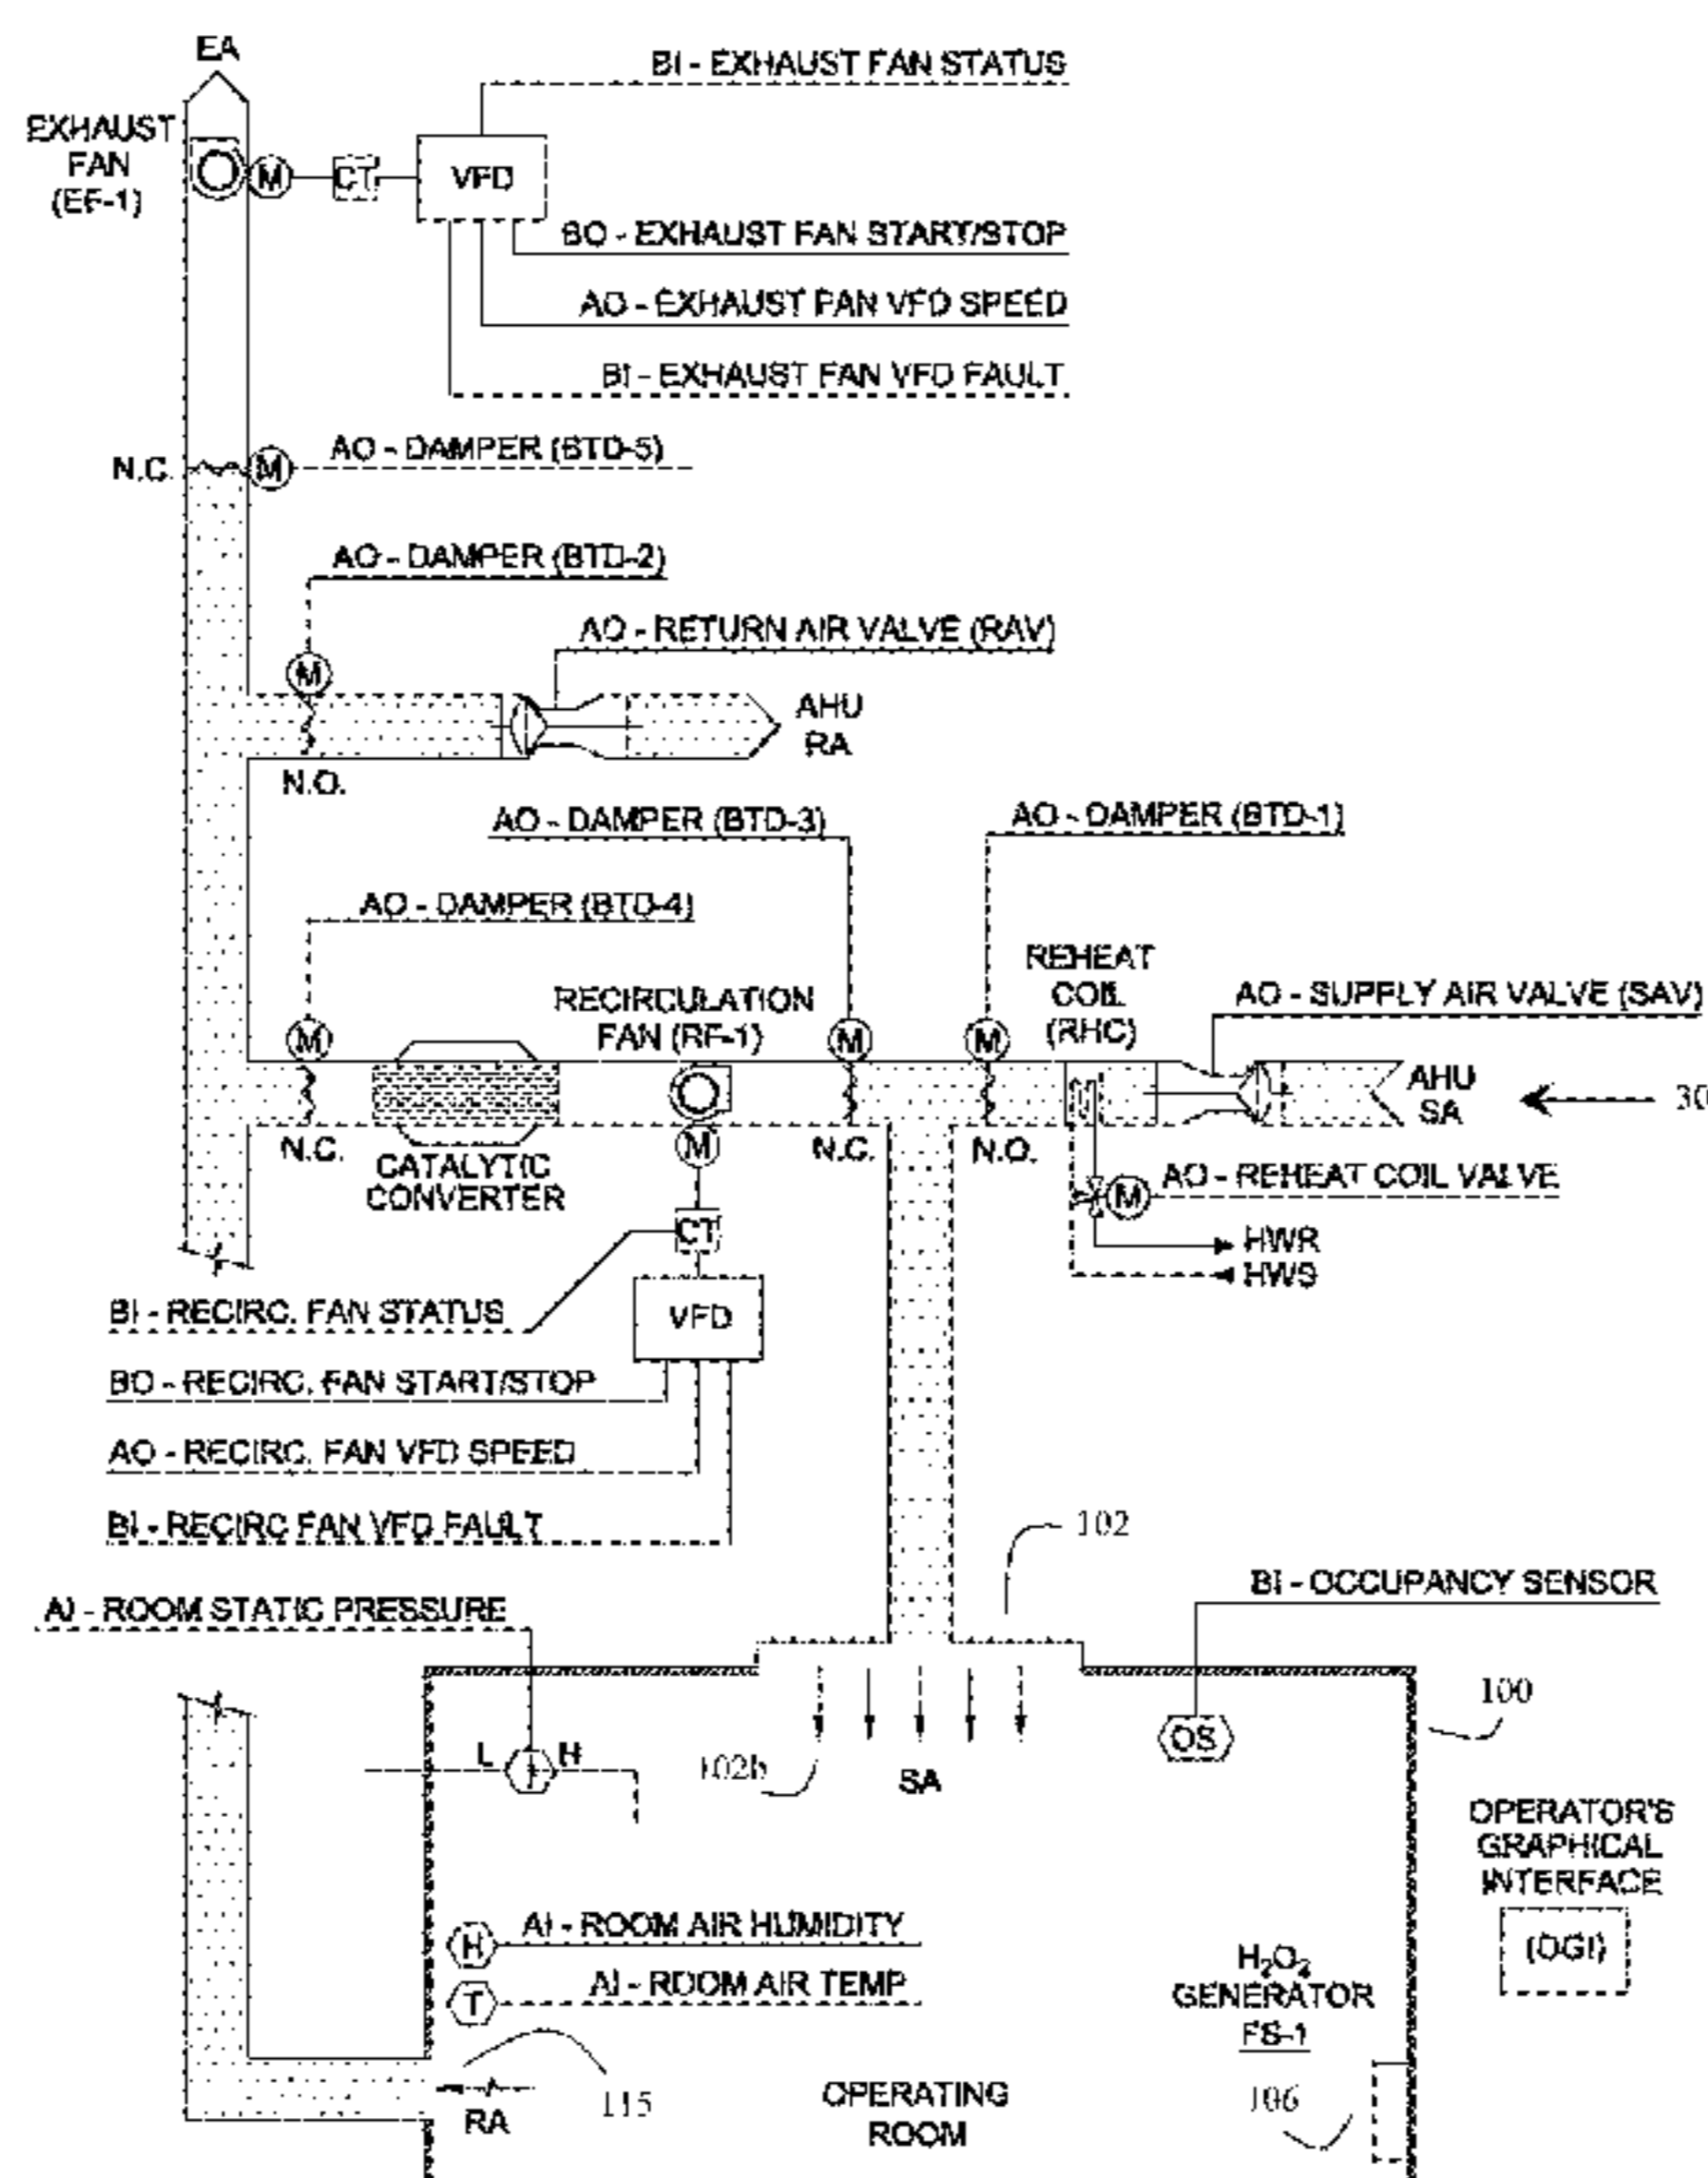 EA
BI - EXHAUST FAN STATUS
EXHAUST
FAN
(EF-1)
M
CT
VFD
BO - EXHAUST FAN START/STOP
AO - EXHAUST FAN VFD SPEED
BI - EXHAUST FAN VFD FAULT
N.C.
M
AO - DAMPER (BTD-5)
AO - DAMPER (BTD-2)
AO - RETURN AIR VALVE (RAV)
M
AHU
RA
N.O.
AO - DAMPER (BTD-3)
AO - DAMPER (BTD-1)
AO - DAMPER (BTD-4)
RECIRCULATION
FAN (RF-1)
REHEAT
COIL
(RHC)
AO - SUPPLY AIR VALVE (SAV)
M
M
M
AHU
SA
30
N.C.
CATALYTIC
CONVERTER
M
N.C.
N.O.
M
AO - REHEAT COIL VALVE
CT
HWR
HWS
BI - RECIRC. FAN STATUS
VFD
BO - RECIRC. FAN START/STOP
AO - RECIRC. FAN VFD SPEED
BI - RECIRC FAN VFD FAULT
102
BI - OCCUPANCY SENSOR
AI - ROOM STATIC PRESSURE
100
L
H
102b
SA
OS
OPERATOR'S
GRAPHICAL
INTERFACE
(OGI)
H
AI - ROOM AIR HUMIDITY
T
AI - ROOM AIR TEMP
H₂O₂
GENERATOR
FS-1
115
RA
OPERATING
ROOM
106